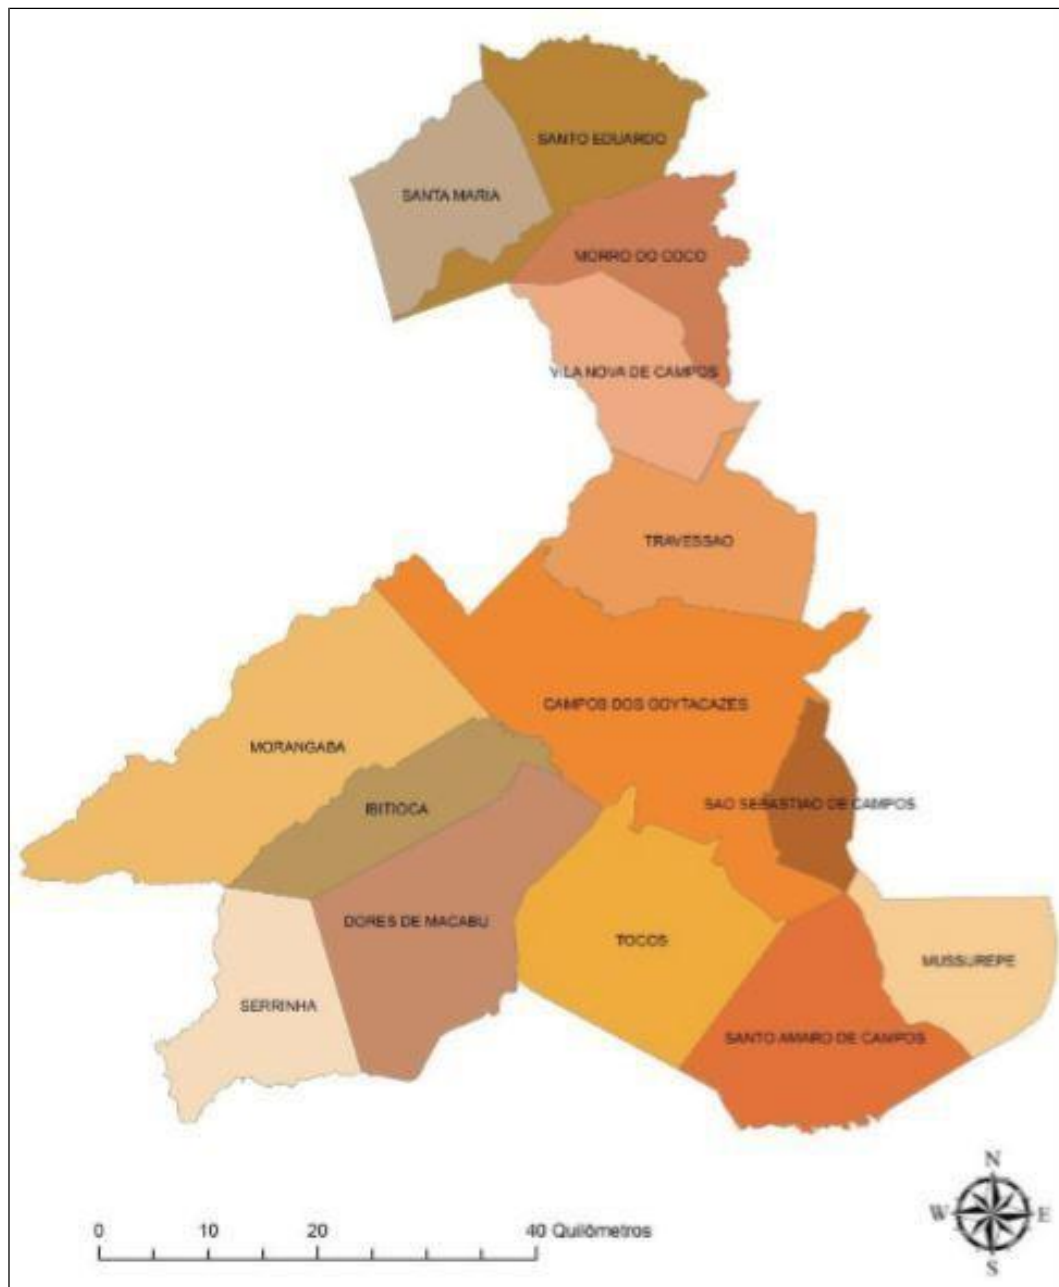 SANTO EDUARDO
SANTA MARIA
MORRO DO COCO
VILA NOVA DE CAMPOS
TRAVESSAO
CAMPOS DOS GOYTACAZES
MORANGABA
SAO SEBASTIAO DE CAMPOS
IBITIOCA
DORES DE MACABU
TOCOS
MUSSUREPE
SERRINHA
SANTO AMARO DE CAMPOS
N
W E
S
0 10 20 40 Quilômetros